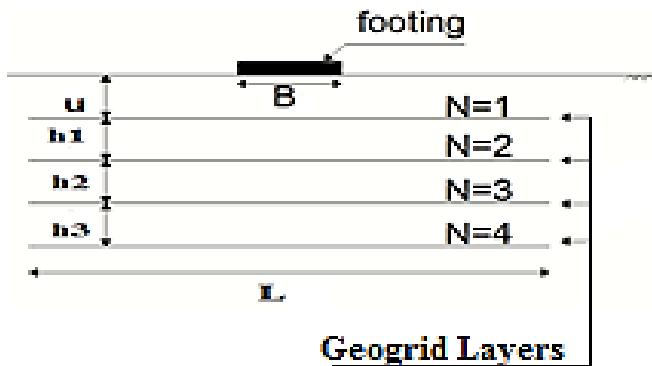 footing
B
u
N=1
h1
N=2
h2
N=3
h3
N=4
L
Geogrid Layers